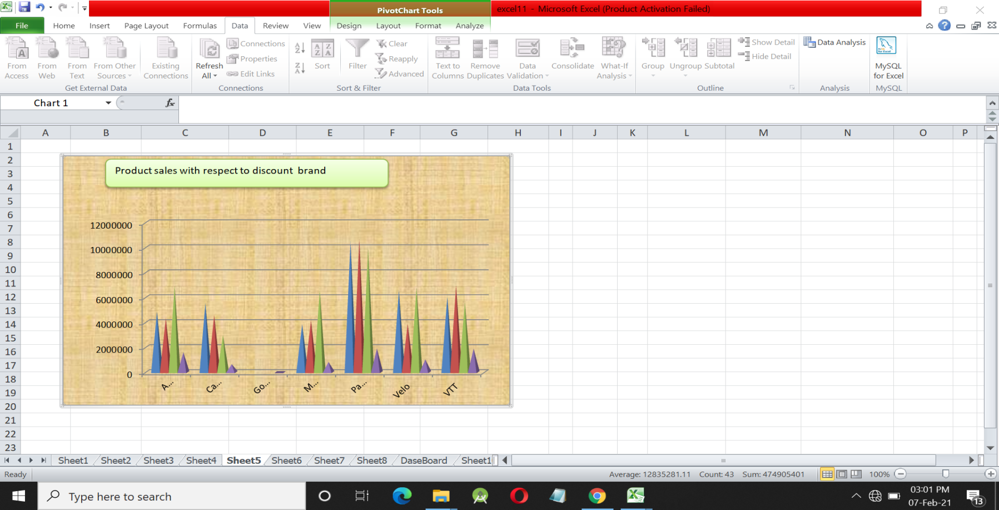 PivotChart Tools
excel11 - Microsoft Excel (Product Activation Failed)
File Home Insert Page Layout Formulas Data Review View Design Layout Format Analyze
From Access
From Web
From Text
From Other Sources
Existing Connections
Get External Data
Refresh All
Connections
Properties
Edit Links
Connections
Sort
Filter
Clear
Reapply
Advanced
Sort & Filter
Text to Columns
Remove Duplicates
Data Validation
Consolidate
What-If Analysis
Data Tools
Group
Ungroup
Subtotal
Show Detail
Hide Detail
Outline
Data Analysis
Analysis
MySQL for Excel
MySQL
Chart 1
fx
A B C D E F G H I J K L M N O P
1
2
3
4
5
6
7
8
9
10
11
12
13
14
15
16
17
18
19
20
21
22
23
Product sales with respect to discount brand
12000000
10000000
8000000
6000000
4000000
2000000
0
A... Ca... Go... M... Pa... Velo VTT
Sheet1 Sheet2 Sheet3 Sheet4 Sheet5 Sheet6 Sheet7 Sheet8 DaseBoard Sheet1
Ready
Average: 12835281.11 Count: 43 Sum: 474905401
100%
Type here to search
03:01 PM
07-Feb-21
13